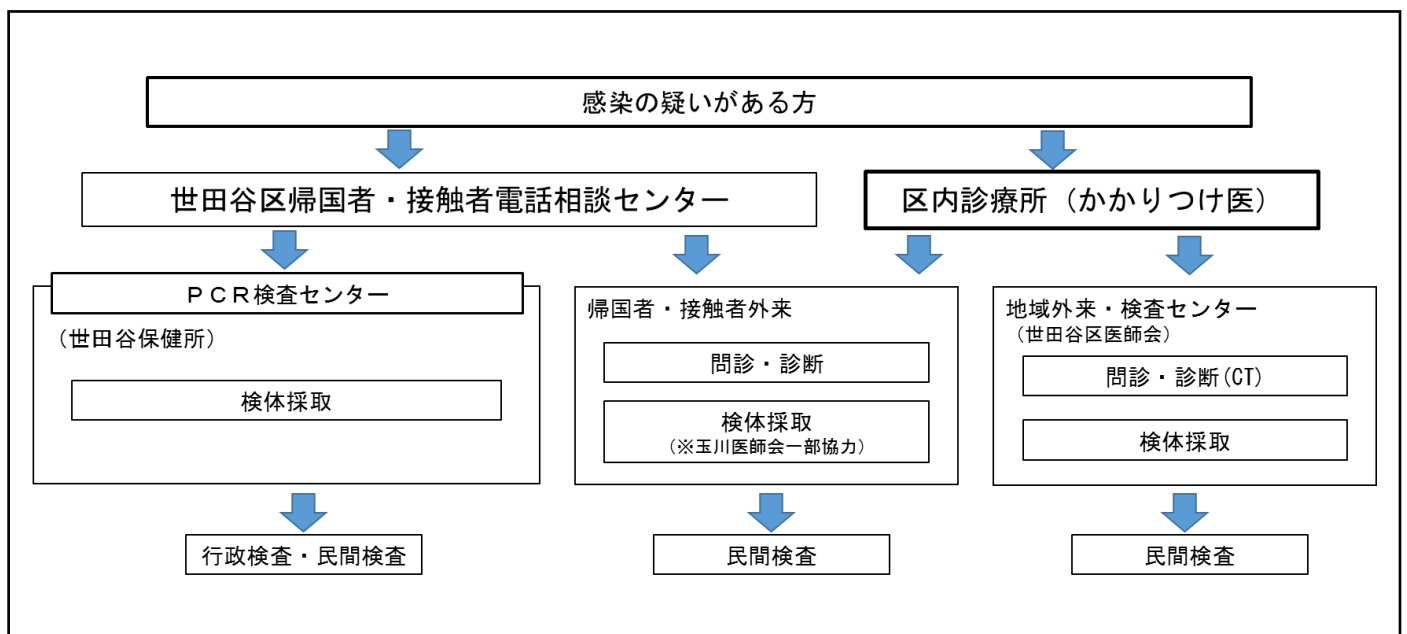 感染の疑いがある方
世田谷区帰国者・接触者電話相談センター
区内診療所（かかりつけ医）
ＰＣＲ検査センター
（世田谷保健所）
検体採取
帰国者・接触者外来
問診・診断
検体採取
（※玉川医師会一部協力）
地域外来・検査センター
（世田谷区医師会）
問診・診断(CT)
検体採取
行政検査・民間検査
民間検査
民間検査